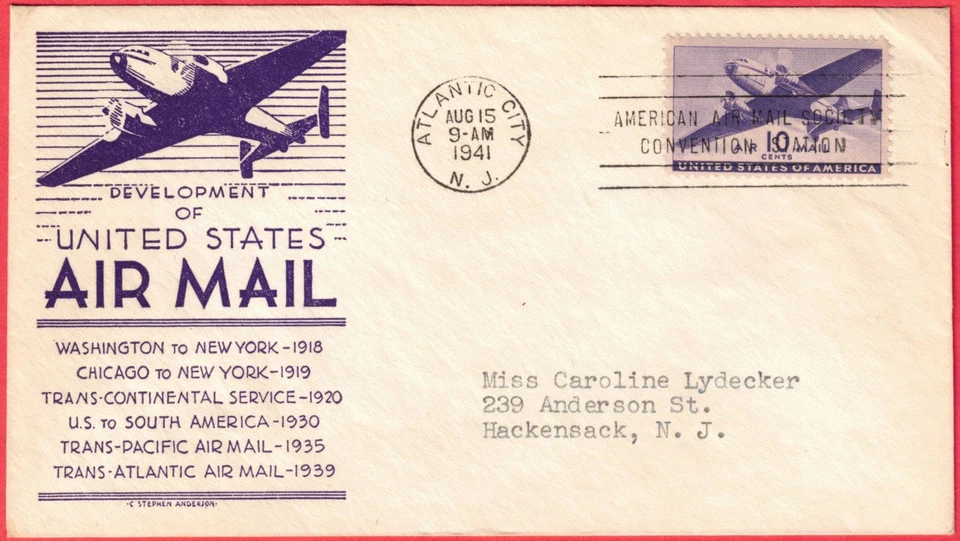 DEVELOPMENT
OF
UNITED STATES
AIR MAIL
WASHINGTON TO NEW YORK-1918
CHICAGO TO NEW YORK-1919
TRANS-CONTINENTAL SERVICE-1920
U.S. TO SOUTH AMERICA-1930
TRANS-PACIFIC AIR MAIL-1935
TRANS-ATLANTIC AIR MAIL-1939
-C STEPHEN ANDERSON-
ATLANTIC CITY
AUG 15
9-AM
1941
N. J.
AMERICAN AIR MAIL SOCIETY
CONVENTION STATION
AIR 10 MAIL
CENTS
UNITED STATES OF AMERICA
Miss Caroline Lydecker
239 Anderson St.
Hackensack, N. J.